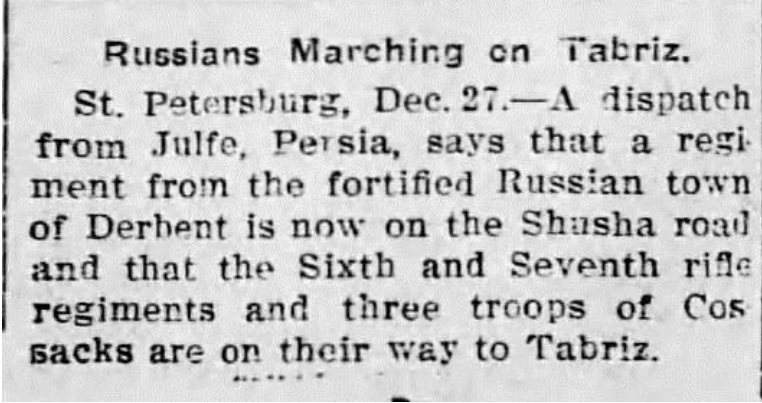 Russians Marching on Tabriz.
St. Petersburg, Dec. 27.—A dispatch
from Julfe, Persia, says that a regi-
ment from the fortified Russian town
of Derbent is now on the Shusha road
and that the Sixth and Seventh rifle
regiments and three troops of Cos
sacks are on their way to Tabriz.